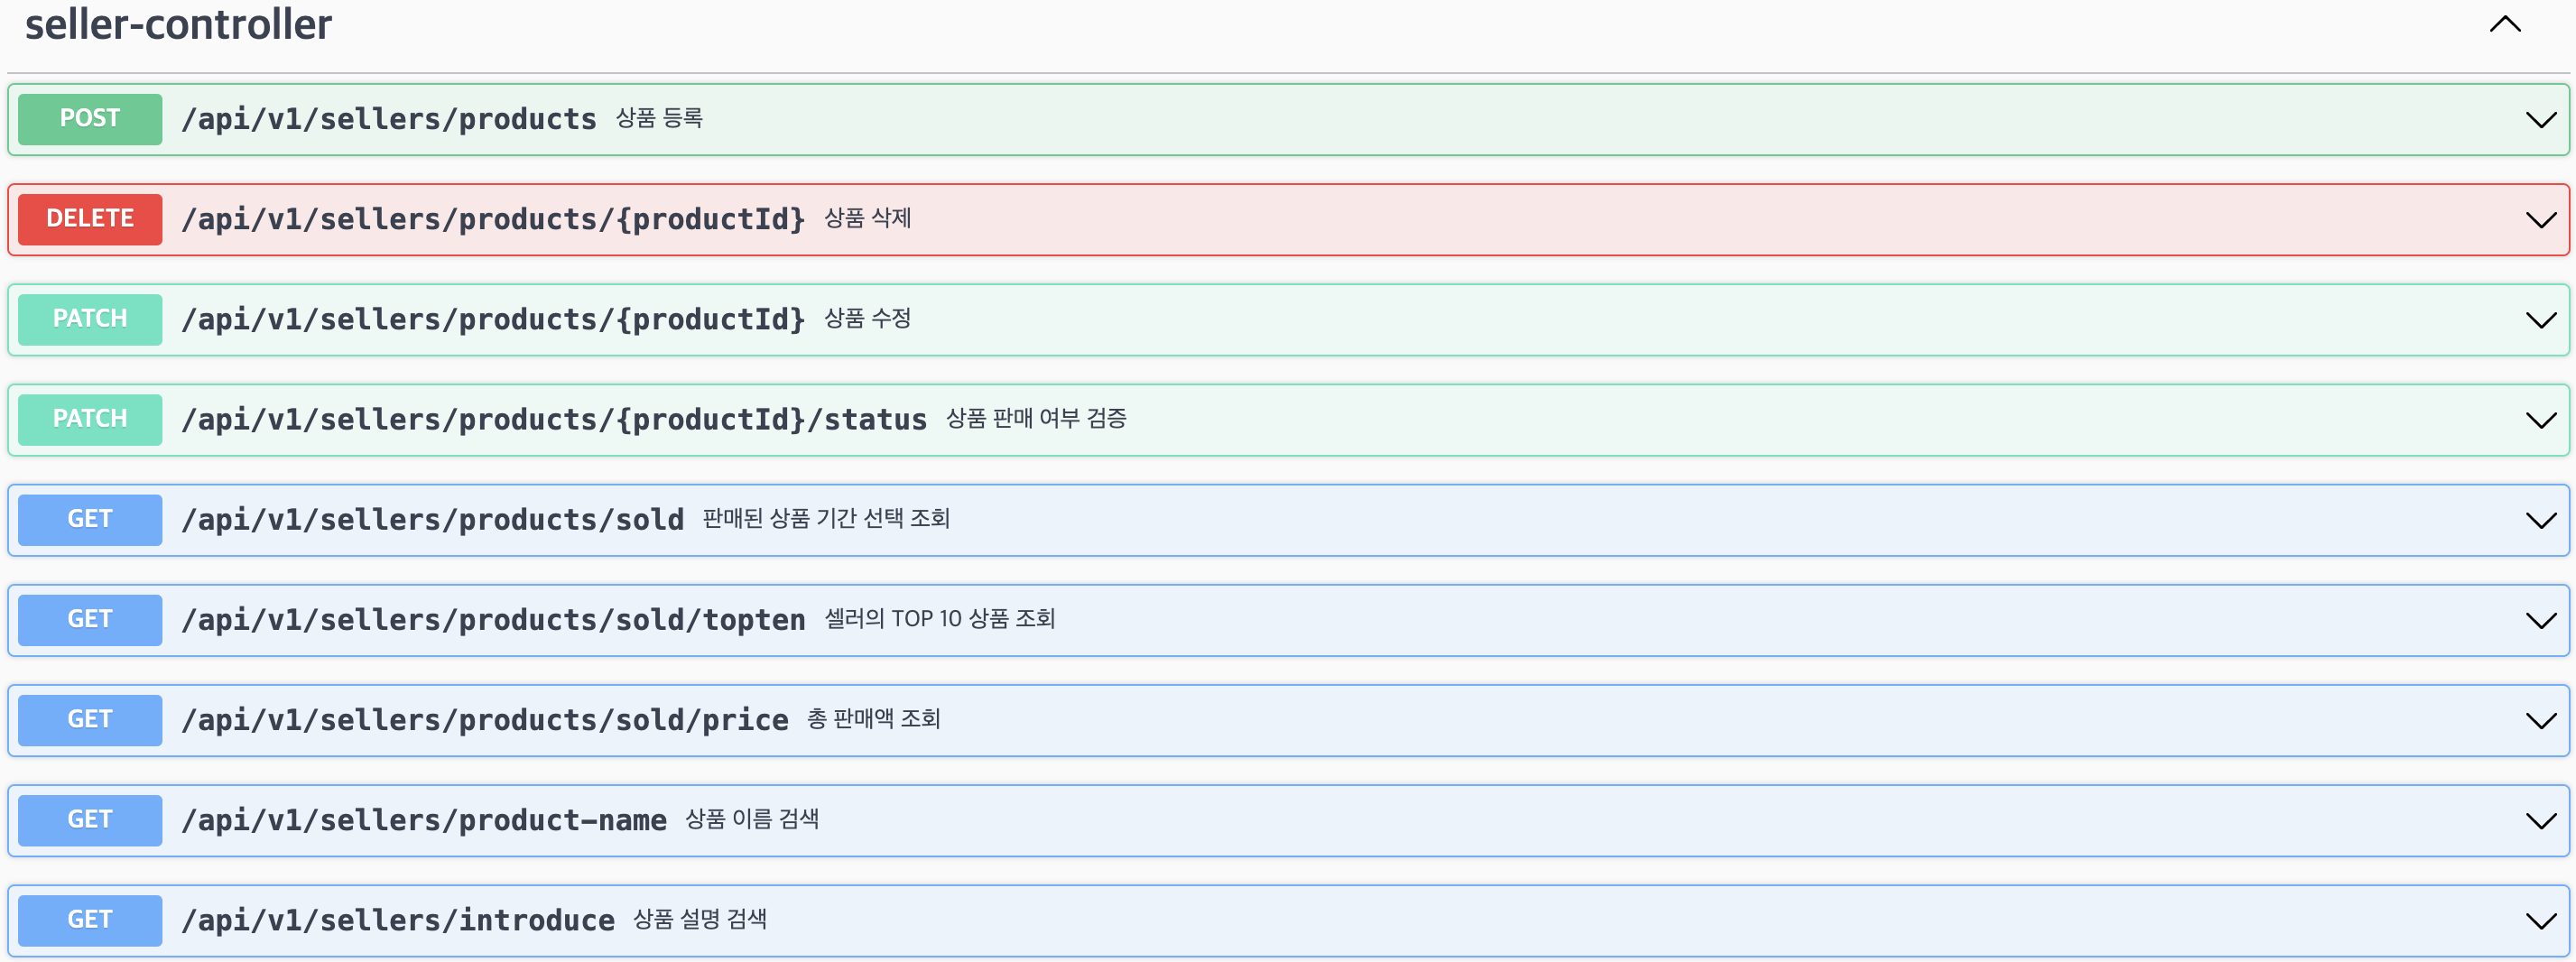 seller-controller
POST /api/v1/sellers/products 상품 등록
DELETE /api/v1/sellers/products/{productId} 상품 삭제
PATCH /api/v1/sellers/products/{productId} 상품 수정
PATCH /api/v1/sellers/products/{productId}/status 상품 판매 여부 검증
GET /api/v1/sellers/products/sold 판매된 상품 기간 선택 조회
GET /api/v1/sellers/products/sold/topten 셀러의 TOP 10 상품 조회
GET /api/v1/sellers/products/sold/price 총 판매액 조회
GET /api/v1/sellers/product-name 상품 이름 검색
GET /api/v1/sellers/introduce 상품 설명 검색